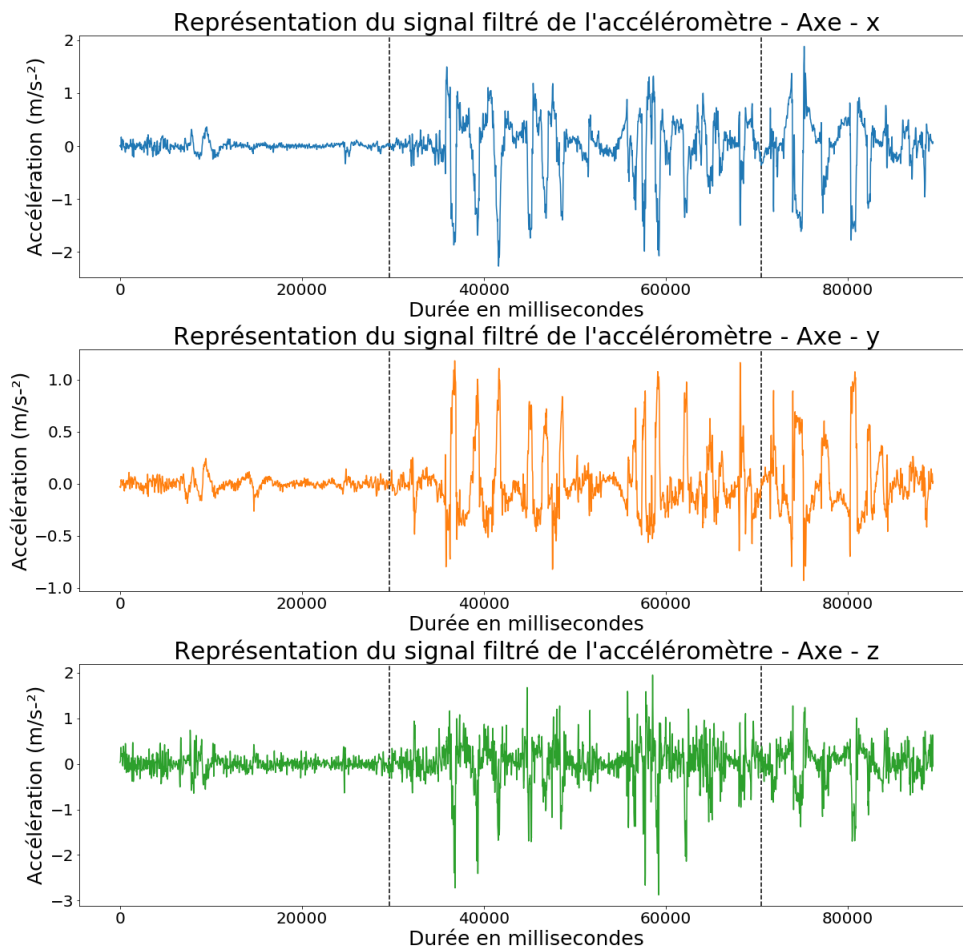 Représentation du signal filtré de l'accéléromètre - Axe - x
Accélération (m/s-²)
2
1
0
−1
−2
0 20000 40000 60000 80000
Durée en millisecondes
Représentation du signal filtré de l'accéléromètre - Axe - y
Accélération (m/s-²)
1.0
0.5
0.0
−0.5
−1.0
0 20000 40000 60000 80000
Durée en millisecondes
Représentation du signal filtré de l'accéléromètre - Axe - z
Accélération (m/s-²)
2
1
0
−1
−2
−3
0 20000 40000 60000 80000
Durée en millisecondes